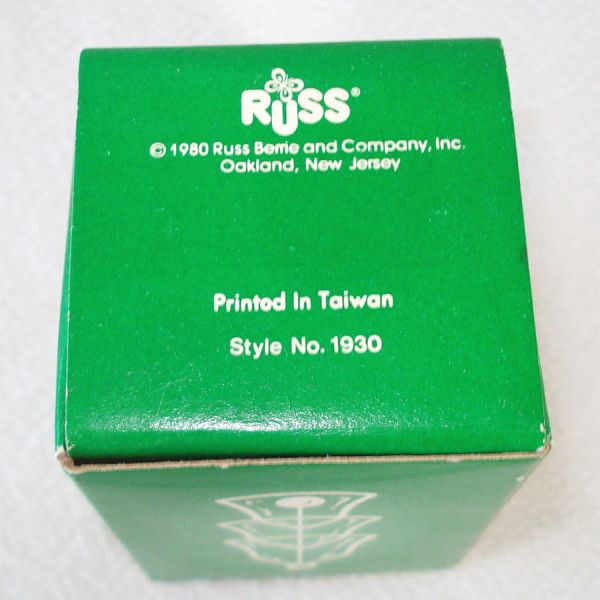 RUSS®
© 1980 Russ Berrie and Company, Inc.
Oakland, New Jersey
Printed In Taiwan
Style No. 1930